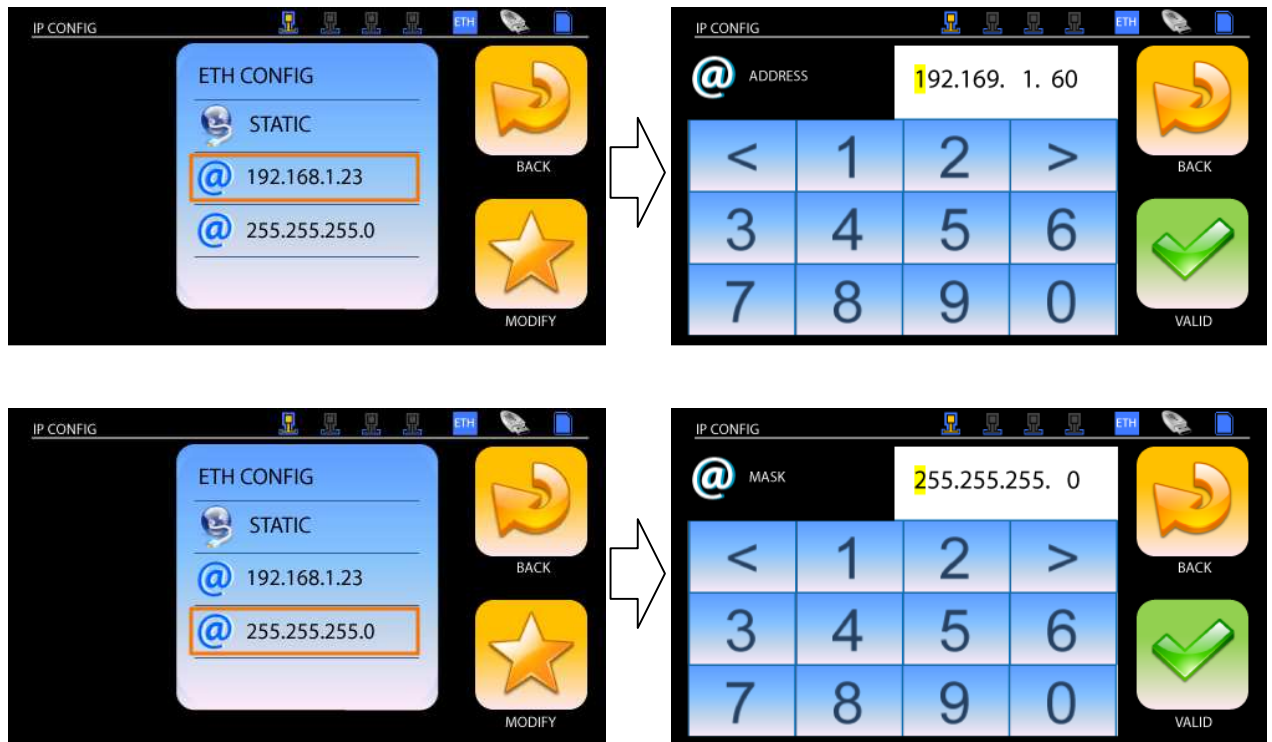 IP CONFIG
ETH
ETH CONFIG
STATIC
192.168.1.23
255.255.255.0
BACK
MODIFY
IP CONFIG
ETH
ADDRESS
192.169.  1. 60
< 1 2 >
3 4 5 6
7 8 9 0
BACK
VALID
IP CONFIG
ETH
ETH CONFIG
STATIC
192.168.1.23
255.255.255.0
BACK
MODIFY
IP CONFIG
ETH
MASK
255.255.255.  0
< 1 2 >
3 4 5 6
7 8 9 0
BACK
VALID